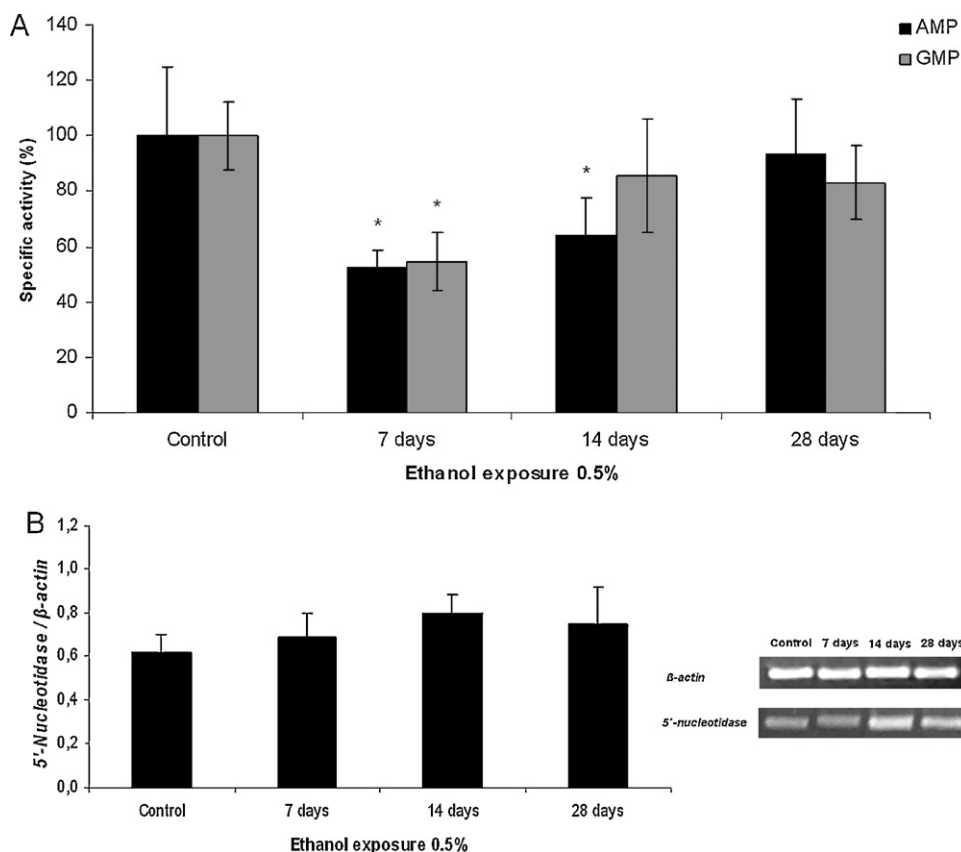 A
140
120
100
80
60
40
20
0
Specific activity (%)
AMP
GMP
*
*
*
Control 7 days 14 days 28 days
Ethanol exposure 0.5%
B
1,2
1,0
0,8
0,6
0,4
0,2
0,0
5'-Nucleotidase / β-actin
Control 7 days 14 days 28 days
Ethanol exposure 0.5%
Control 7 days 14 days 28 days
β-actin
5'-nucleotidase